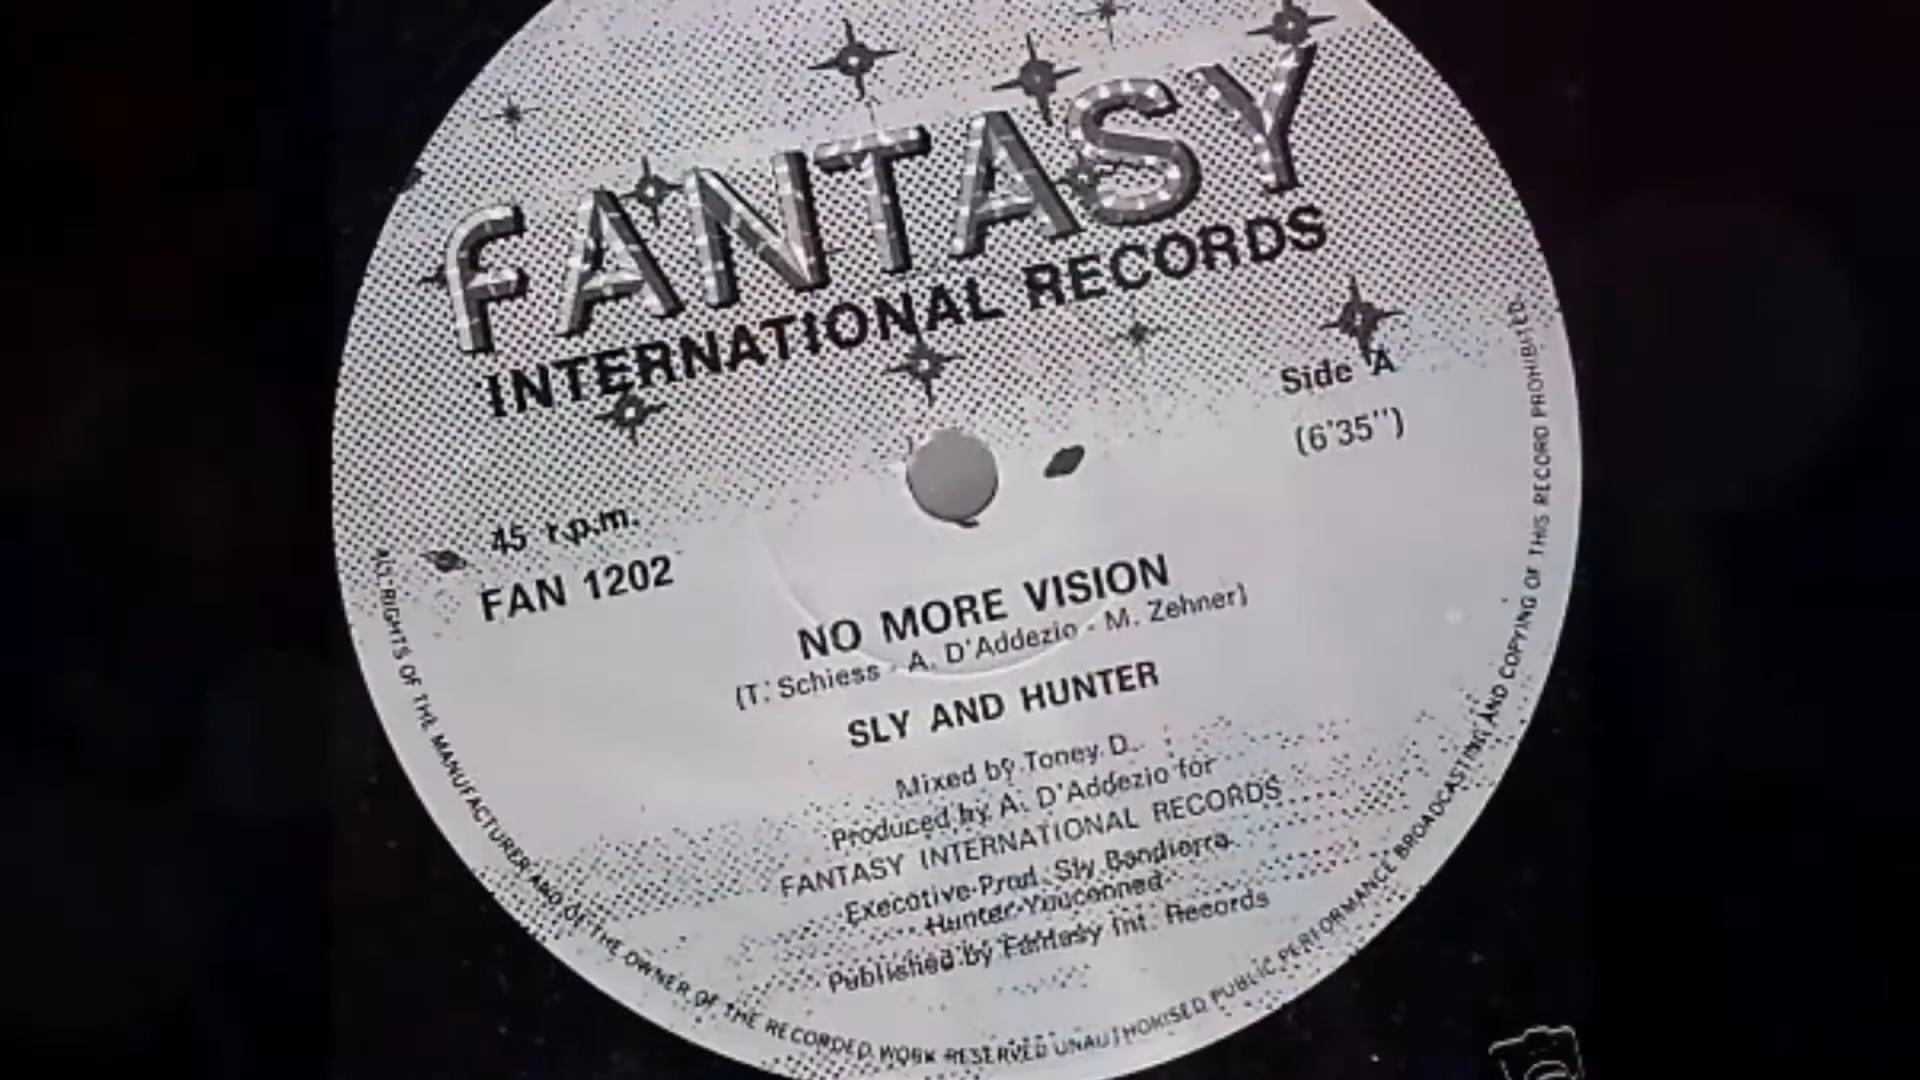 FANTASY
INTERNATIONAL RECORDS
Side A
(6'35")
45 r.p.m.
FAN 1202
NO MORE VISION
(T. Schiess - A. D'Addezio - M. Zehner)
SLY AND HUNTER
Mixed by Toney D.
Produced by A. D'Addezio for
FANTASY INTERNATIONAL RECORDS
Executive Prod. Sly Bandierra
Hunter Youconned
Published by Fantasy Int. Records
ALL RIGHTS OF THE MANUFACTURER AND OF THE OWNER OF THE RECORDED WORK RESERVED UNAUTHORISED PUBLIC PERFORMANCE BROADCASTING AND COPYING OF THIS RECORD PROHIBITED.